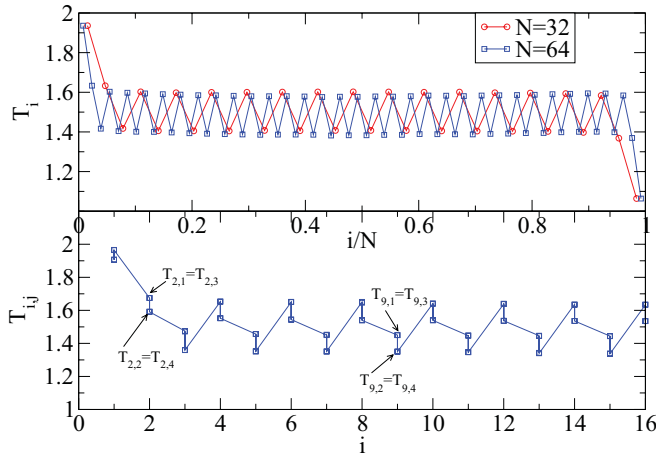 2
1.8
1.6
1.4
1.2
T_i
N=32
N=64
0 0.2 0.4 0.6 0.8 1
i/N
2
1.8
1.6
1.4
1.2
1
T_{i,j}
T_{2,1}=T_{2,3}
T_{9,1}=T_{9,3}
T_{2,2}=T_{2,4}
T_{9,2}=T_{9,4}
0 2 4 6 8 10 12 14 16
i